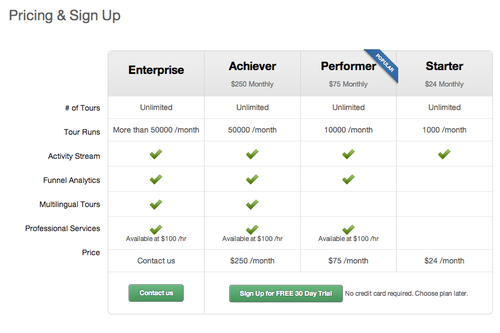 Pricing & Sign Up
Enterprise Achiever Performer Starter
POPULAR
$250 Monthly $75 Monthly $24 Monthly
# of Tours Unlimited Unlimited Unlimited Unlimited
Tour Runs More than 50000 /month 50000 /month 10000 /month 1000 /month
Activity Stream
Funnel Analytics
Multilingual Tours
Professional Services
Available at $100 /hr Available at $100 /hr Available at $100 /hr
Price Contact us $250 /month $75 /month $24 /month
Contact us Sign Up for FREE 30 Day Trial No credit card required. Choose plan later.